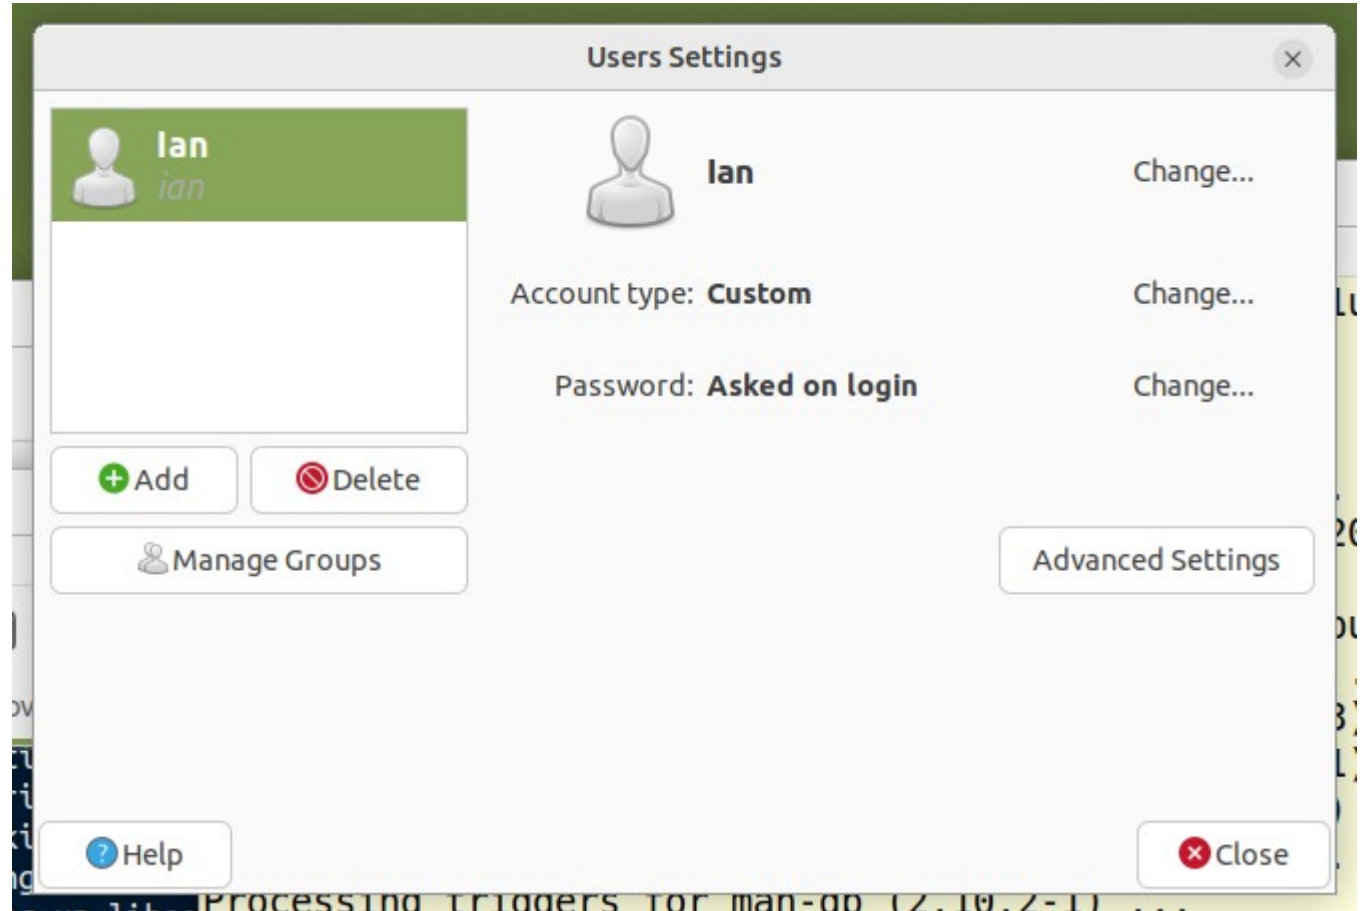 Users Settings
Ian
ian
Ian
Change...
Account type: Custom
Change...
Password: Asked on login
Change...
Add
Delete
Manage Groups
Advanced Settings
Help
Close
Processing triggers for man-db (2.10.2-1) ...